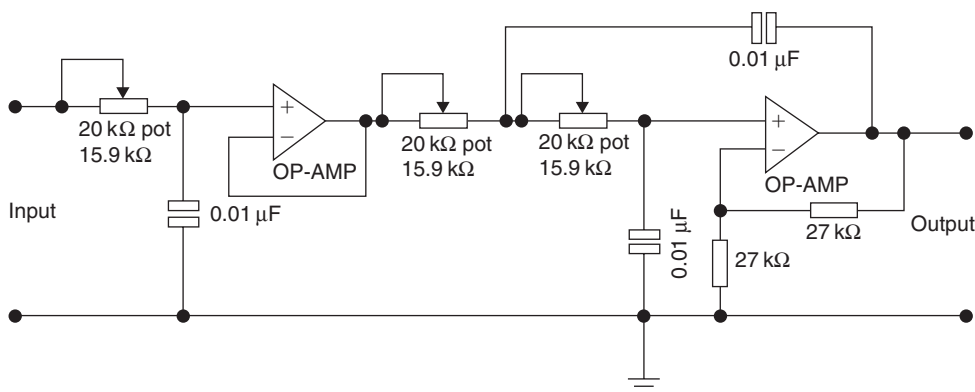 0.01 µF
20 kΩ pot
15.9 kΩ
+
−
OP-AMP
20 kΩ pot
15.9 kΩ
20 kΩ pot
15.9 kΩ
+
−
OP-AMP
Input
0.01 µF
0.01 µF
27 kΩ
27 kΩ
Output